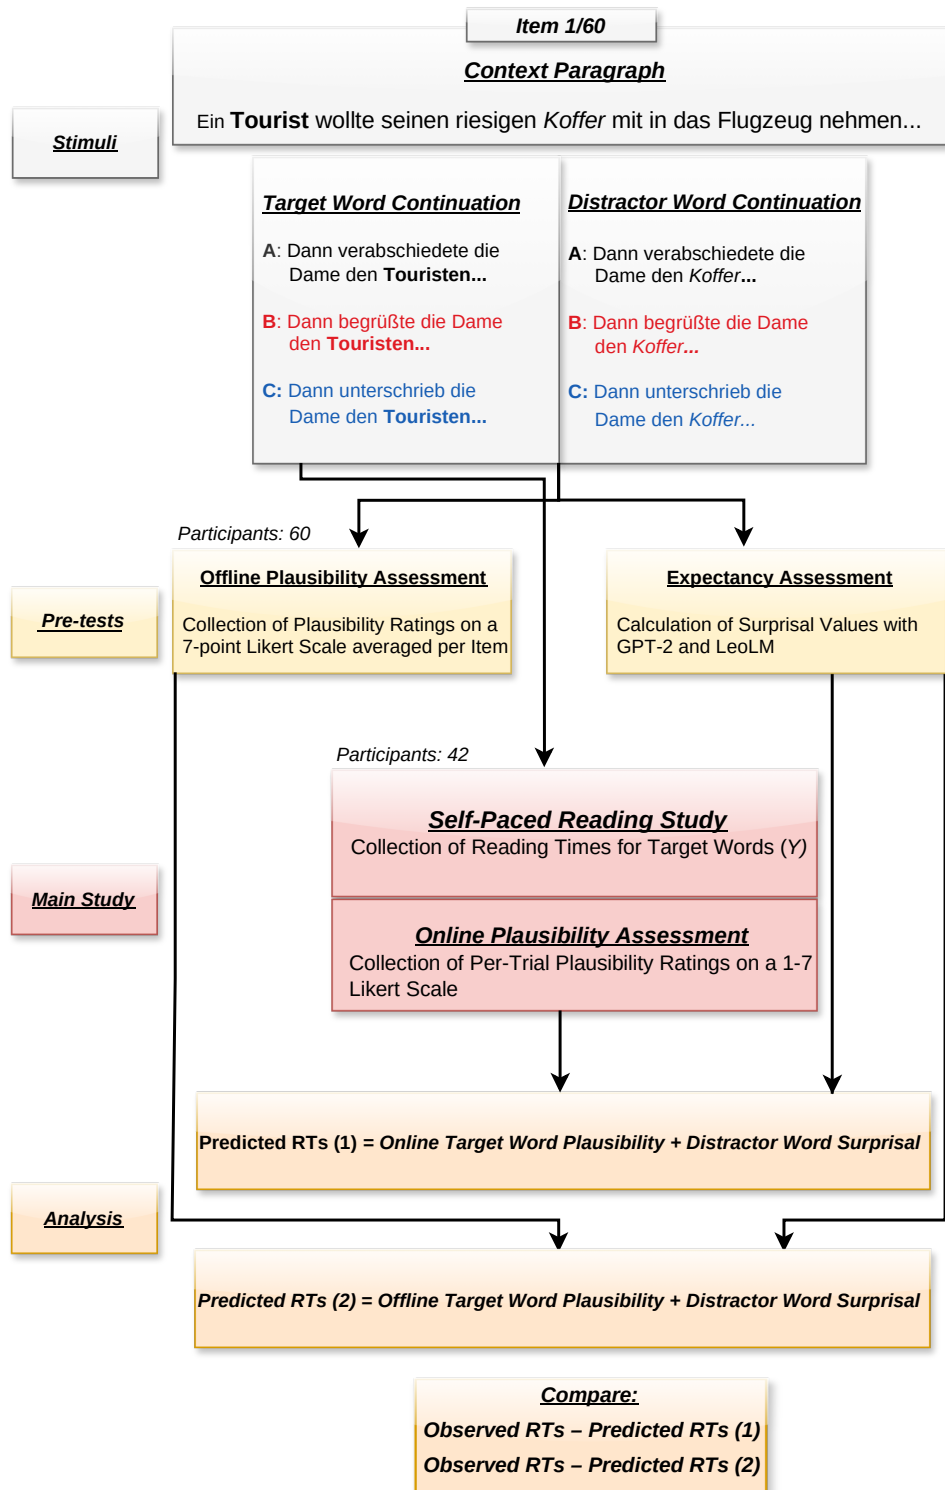 Item 1/60
Context Paragraph
Ein Tourist wollte seinen riesigen Koffer mit in das Flugzeug nehmen...
Stimuli
Target Word Continuation
A: Dann verabschiedete die
Dame den Touristen...
B: Dann begrüßte die Dame
den Touristen...
C: Dann unterschrieb die
Dame den Touristen...
Distractor Word Continuation
A: Dann verabschiedete die
Dame den Koffer...
B: Dann begrüßte die Dame
den Koffer...
C: Dann unterschrieb die
Dame den Koffer...
Participants: 60
Offline Plausibility Assessment
Collection of Plausibility Ratings on a
7-point Likert Scale averaged per Item
Expectancy Assessment
Calculation of Surprisal Values with
GPT-2 and LeoLM
Pre-tests
Participants: 42
Self-Paced Reading Study
Collection of Reading Times for Target Words (Y)
Main Study
Online Plausibility Assessment
Collection of Per-Trial Plausibility Ratings on a 1-7
Likert Scale
Predicted RTs (1) = Online Target Word Plausibility + Distractor Word Surprisal
Analysis
Predicted RTs (2) = Offline Target Word Plausibility + Distractor Word Surprisal
Compare:
Observed RTs – Predicted RTs (1)
Observed RTs – Predicted RTs (2)